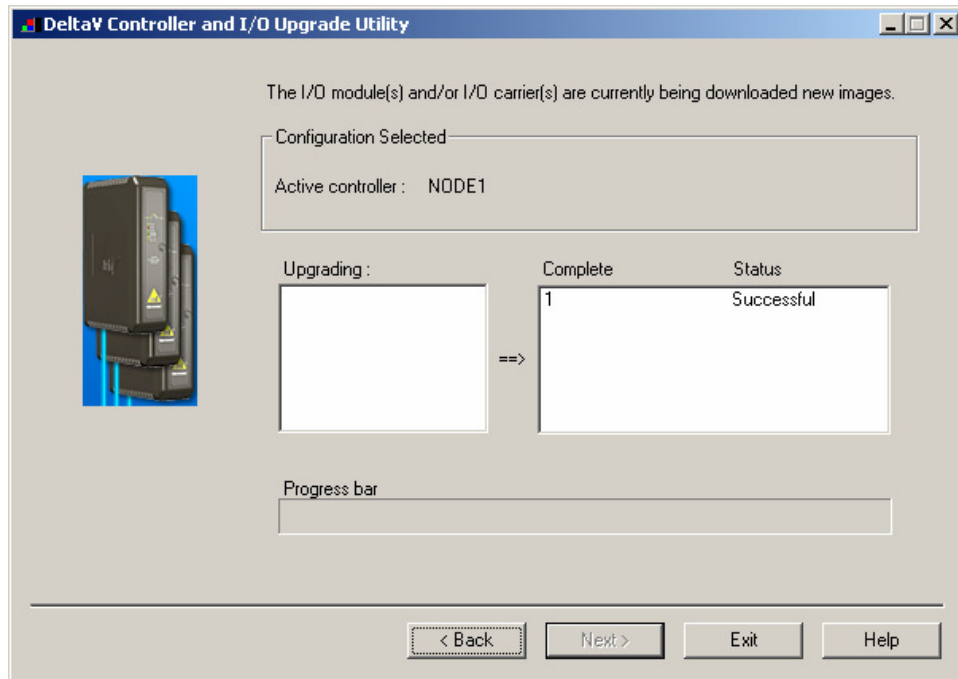 DeltaV Controller and I/O Upgrade Utility
The I/O module(s) and/or I/O carrier(s) are currently being downloaded new images.
Configuration Selected
Active controller : NODE1
Upgrading :
Complete Status
1 Successful
==>
Progress bar
< Back Next > Exit Help